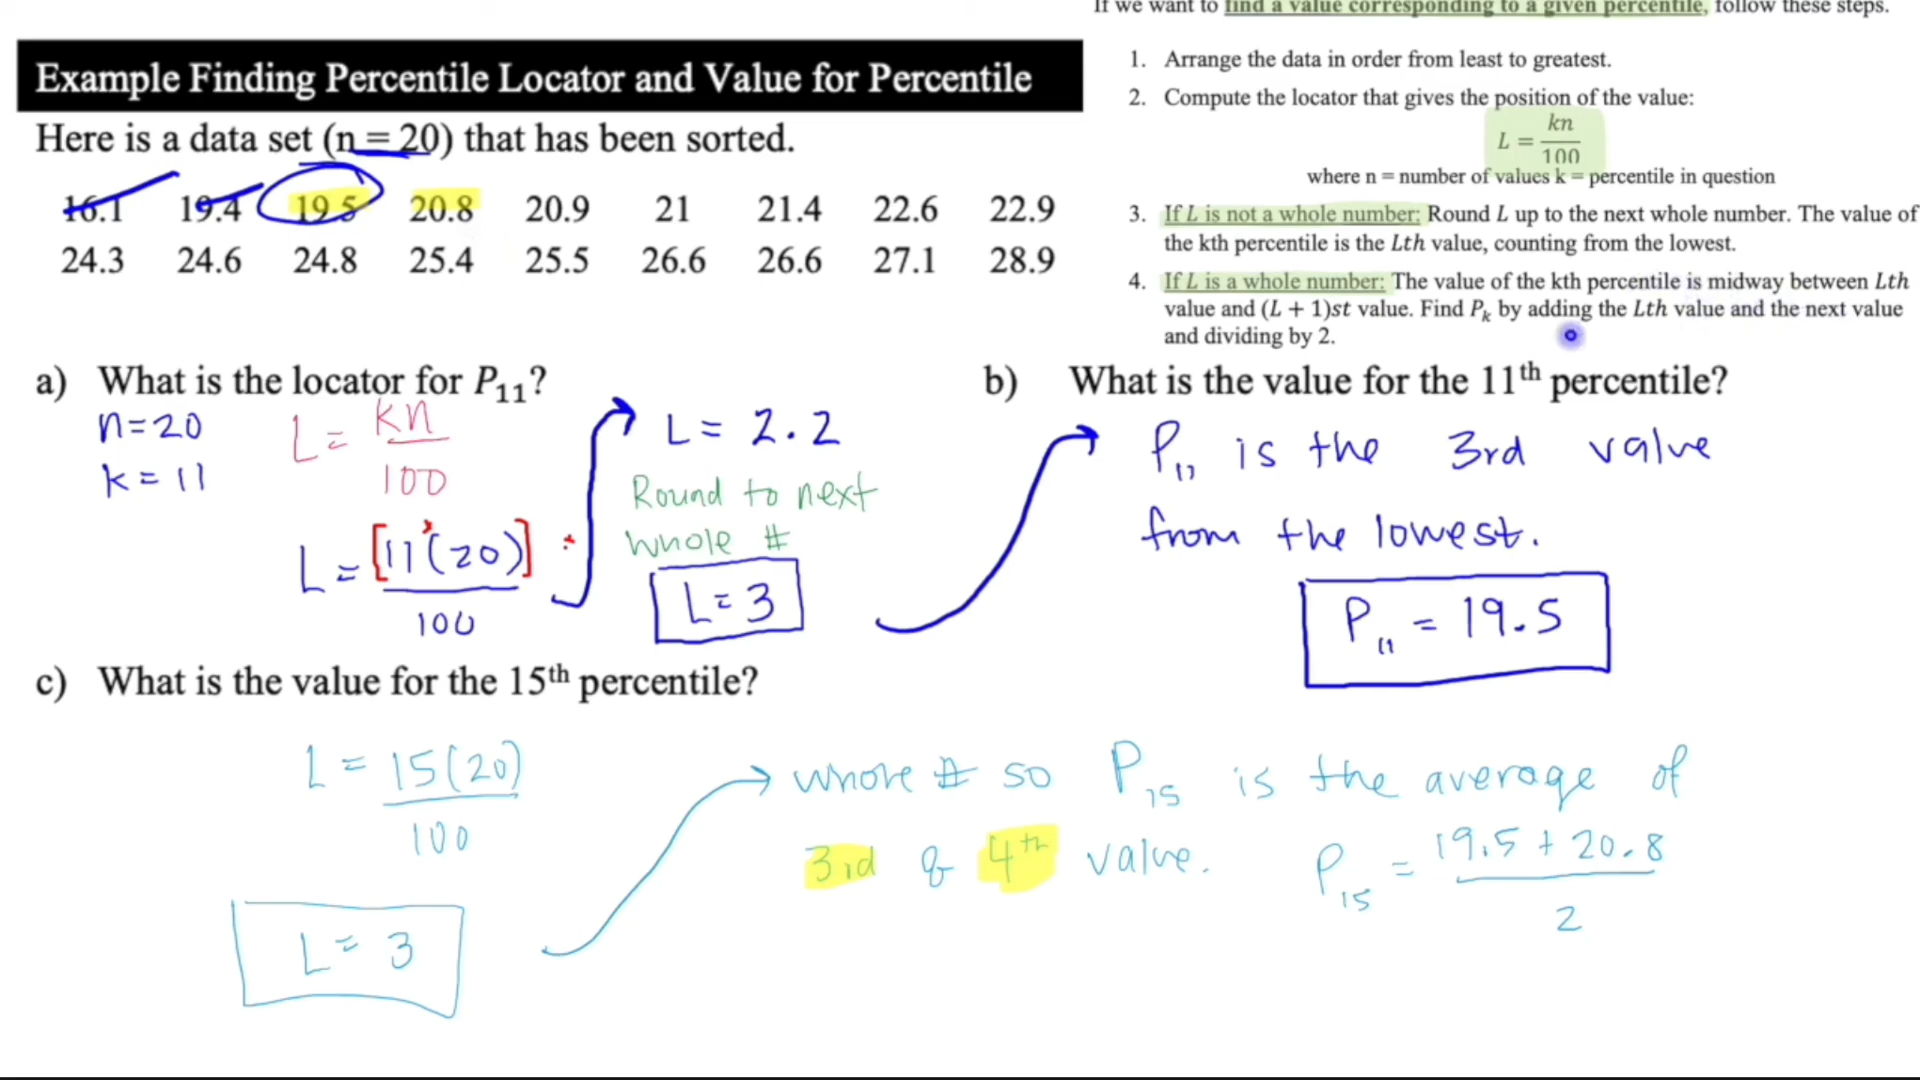 If we want to find a value corresponding to a given percentile, follow these steps.
1. Arrange the data in order from least to greatest.
2. Compute the locator that gives the position of the value:
L = kn/100
where n = number of values k = percentile in question
3. If L is not a whole number: Round L up to the next whole number. The value of
the kth percentile is the Lth value, counting from the lowest.
4. If L is a whole number: The value of the kth percentile is midway between Lth
value and (L + 1)st value. Find Pk by adding the Lth value and the next value
and dividing by 2.
Example Finding Percentile Locator and Value for Percentile
Here is a data set (n = 20) that has been sorted.
16.1 19.4 19.5 20.8 20.9 21 21.4 22.6 22.9
24.3 24.6 24.8 25.4 25.5 26.6 26.6 27.1 28.9
a) What is the locator for P11?
n=20
k=11
L = kn/100
L = [11(20)] ÷
100
L = 2.2
Round to next
whole #
L = 3
b) What is the value for the 11th percentile?
P11 is the 3rd value
from the lowest.
P11 = 19.5
c) What is the value for the 15th percentile?
L = 15(20)
100
L = 3
whole # so P15 is the average of
3rd & 4th value.
P15 = 19.5 + 20.8
2